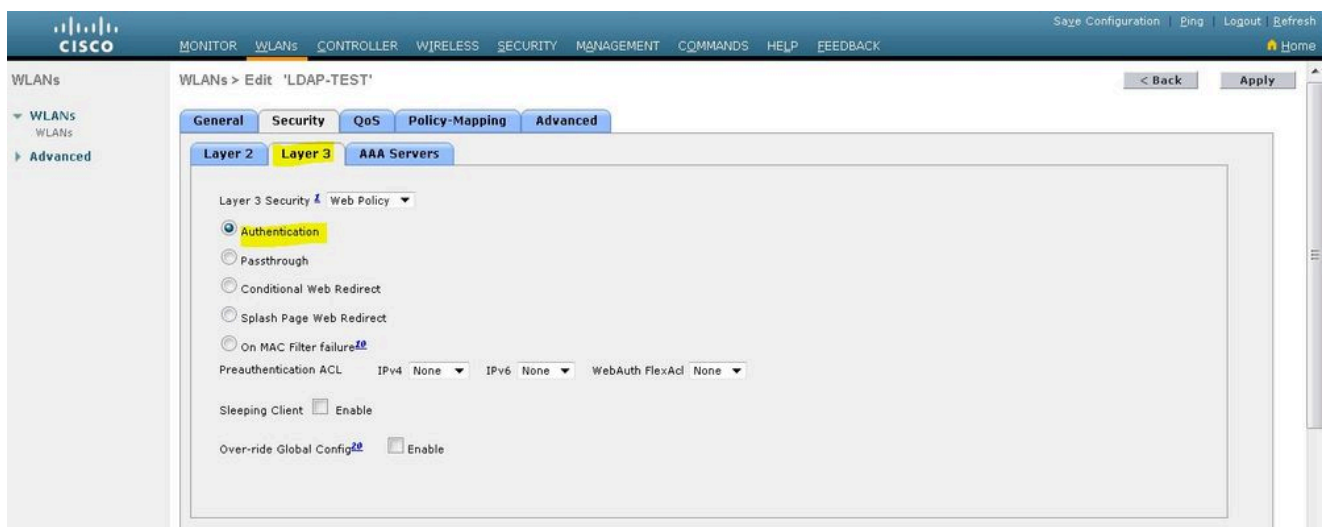 Save Configuration Ping Logout Refresh
CISCO MONITOR WLANs CONTROLLER WIRELESS SECURITY MANAGEMENT COMMANDS HELP FEEDBACK Home
WLANs
WLANs
WLANs
Advanced
WLANs > Edit 'LDAP-TEST'
< Back Apply
General Security QoS Policy-Mapping Advanced
Layer 2 Layer 3 AAA Servers
Layer 3 Security 1 Web Policy
Authentication
Passthrough
Conditional Web Redirect
Splash Page Web Redirect
On MAC Filter failure10
Preauthentication ACL IPv4 None IPv6 None WebAuth FlexAcl None
Sleeping Client Enable
Over-ride Global Config20 Enable